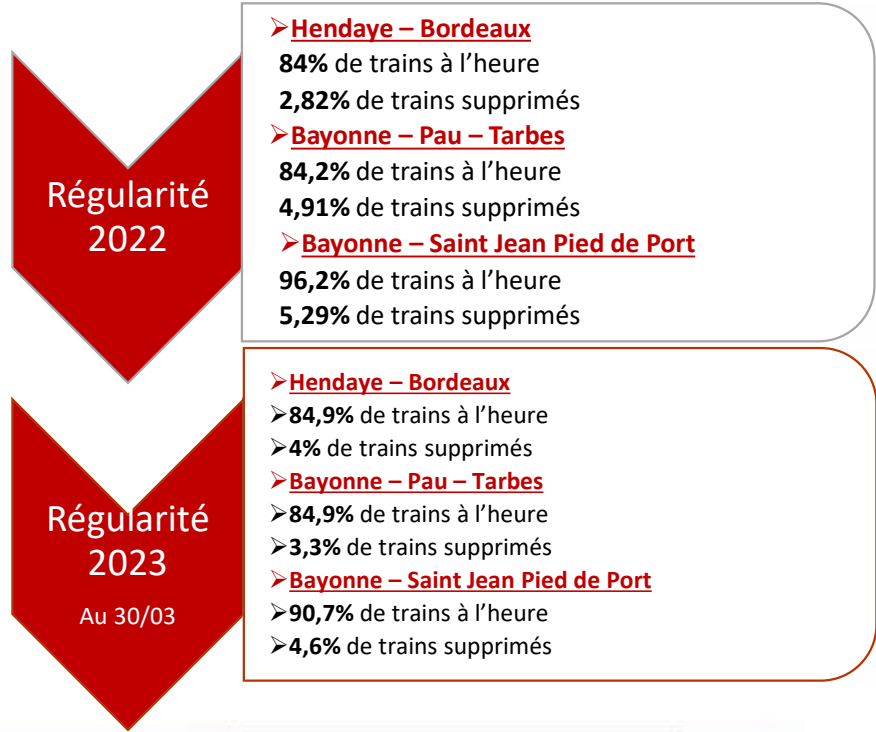 Régularité
2022
➢Hendaye – Bordeaux
84% de trains à l’heure
2,82% de trains supprimés
➢Bayonne – Pau – Tarbes
84,2% de trains à l’heure
4,91% de trains supprimés
➢Bayonne – Saint Jean Pied de Port
96,2% de trains à l’heure
5,29% de trains supprimés
Régularité
2023
Au 30/03
➢Hendaye – Bordeaux
➢84,9% de trains à l’heure
➢4% de trains supprimés
➢Bayonne – Pau – Tarbes
➢84,9% de trains à l’heure
➢3,3% de trains supprimés
➢Bayonne – Saint Jean Pied de Port
➢90,7% de trains à l’heure
➢4,6% de trains supprimés